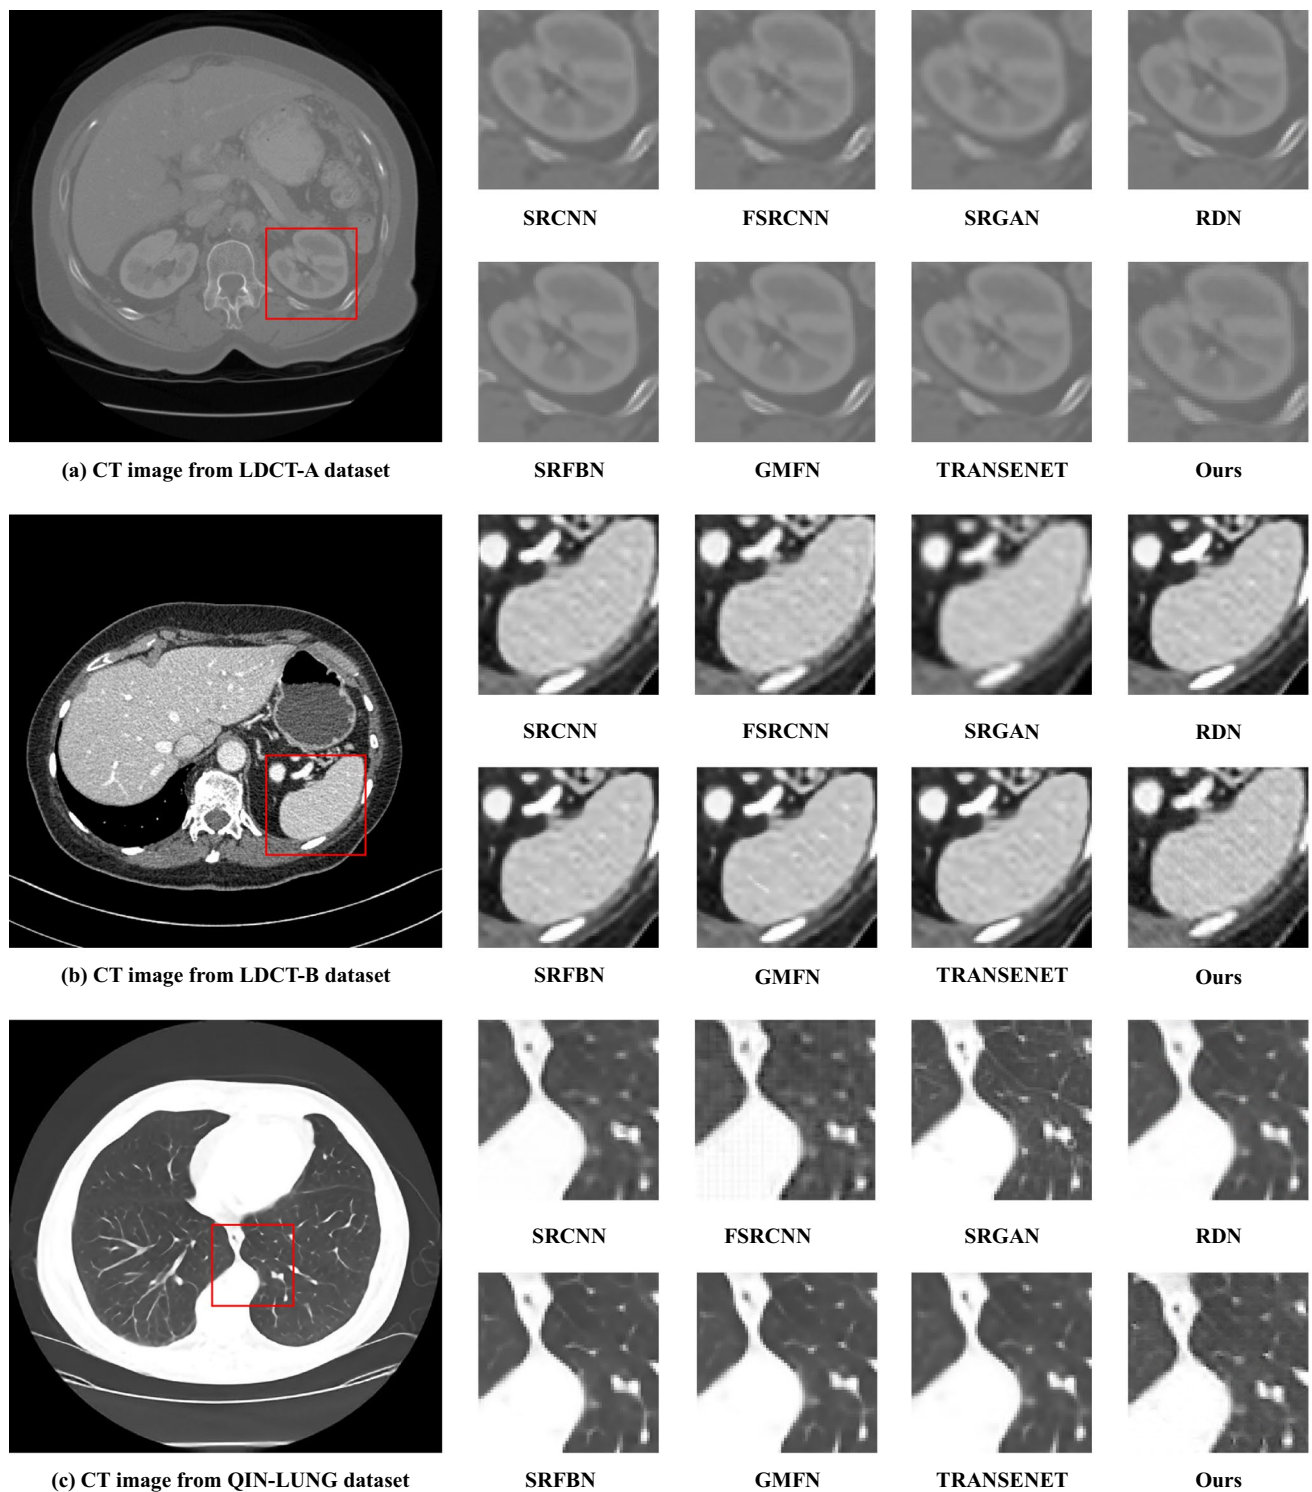 SRCNN FSRCNN SRGAN RDN
SRFBN GMFN TRANSENET Ours
(a) CT image from LDCT-A dataset
SRCNN FSRCNN SRGAN RDN
SRFBN GMFN TRANSENET Ours
(b) CT image from LDCT-B dataset
SRCNN FSRCNN SRGAN RDN
SRFBN GMFN TRANSENET Ours
(c) CT image from QIN-LUNG dataset